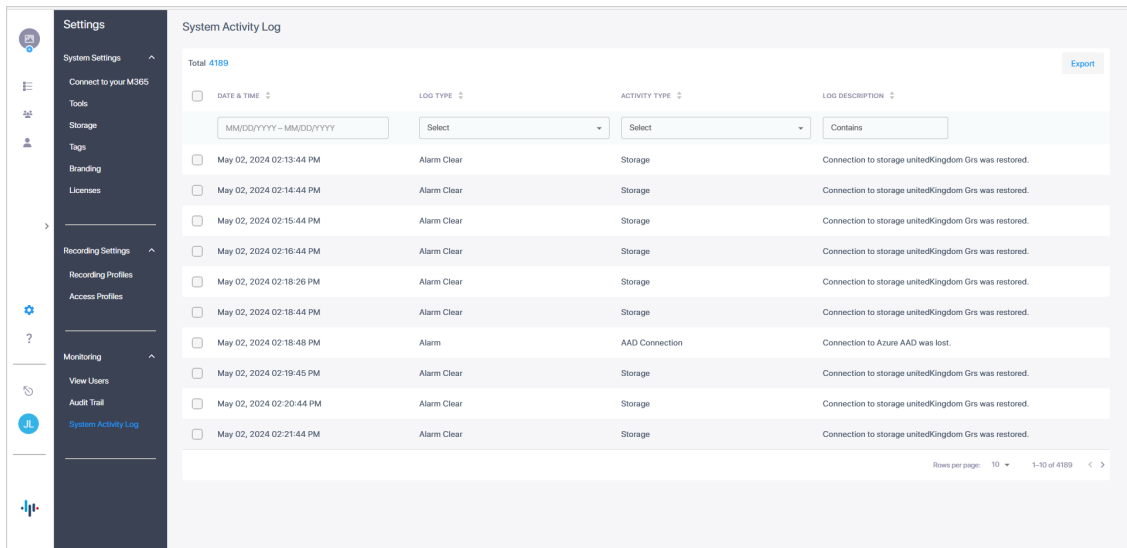 Settings
System Settings
Connect to your M365
Tools
Storage
Tags
Branding
Licenses
Recording Settings
Recording Profiles
Access Profiles
Monitoring
View Users
Audit Trail
System Activity Log
?
JL
System Activity Log
Total 4189
Export
DATE & TIME LOG TYPE ACTIVITY TYPE LOG DESCRIPTION
MM/DD/YYYY – MM/DD/YYYY Select Select Contains
May 02, 2024 02:13:44 PM Alarm Clear Storage Connection to storage unitedKingdom Grs was restored.
May 02, 2024 02:14:44 PM Alarm Clear Storage Connection to storage unitedKingdom Grs was restored.
May 02, 2024 02:15:44 PM Alarm Clear Storage Connection to storage unitedKingdom Grs was restored.
May 02, 2024 02:16:44 PM Alarm Clear Storage Connection to storage unitedKingdom Grs was restored.
May 02, 2024 02:18:26 PM Alarm Clear Storage Connection to storage unitedKingdom Grs was restored.
May 02, 2024 02:18:44 PM Alarm Clear Storage Connection to storage unitedKingdom Grs was restored.
May 02, 2024 02:18:48 PM Alarm AAD Connection Connection to Azure AAD was lost.
May 02, 2024 02:19:45 PM Alarm Clear Storage Connection to storage unitedKingdom Grs was restored.
May 02, 2024 02:20:44 PM Alarm Clear Storage Connection to storage unitedKingdom Grs was restored.
May 02, 2024 02:21:44 PM Alarm Clear Storage Connection to storage unitedKingdom Grs was restored.
Rows per page: 10 1–10 of 4189